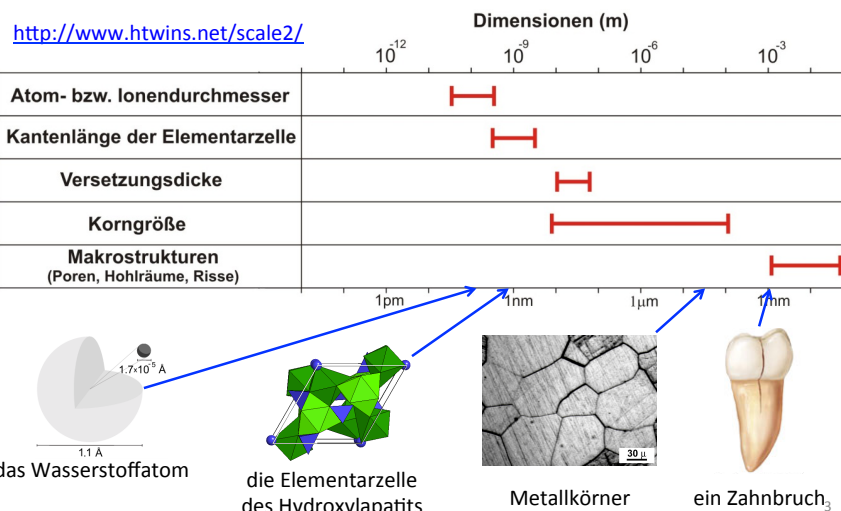 http://www.htwins.net/scale2/
Dimensionen (m)
10-12 10-9 10-6 10-3
Atom- bzw. Ionendurchmesser
Kantenlänge der Elementarzelle
Versetzungsdicke
Korngröße
Makrostrukturen
(Poren, Hohlräume, Risse)
1pm 1nm 1µm 1mm
1.7×10-5 Å
1.1 Å
30 µ
das Wasserstoffatom
die Elementarzelle
des Hydroxylapatits
Metallkörner
ein Zahnbruch
3